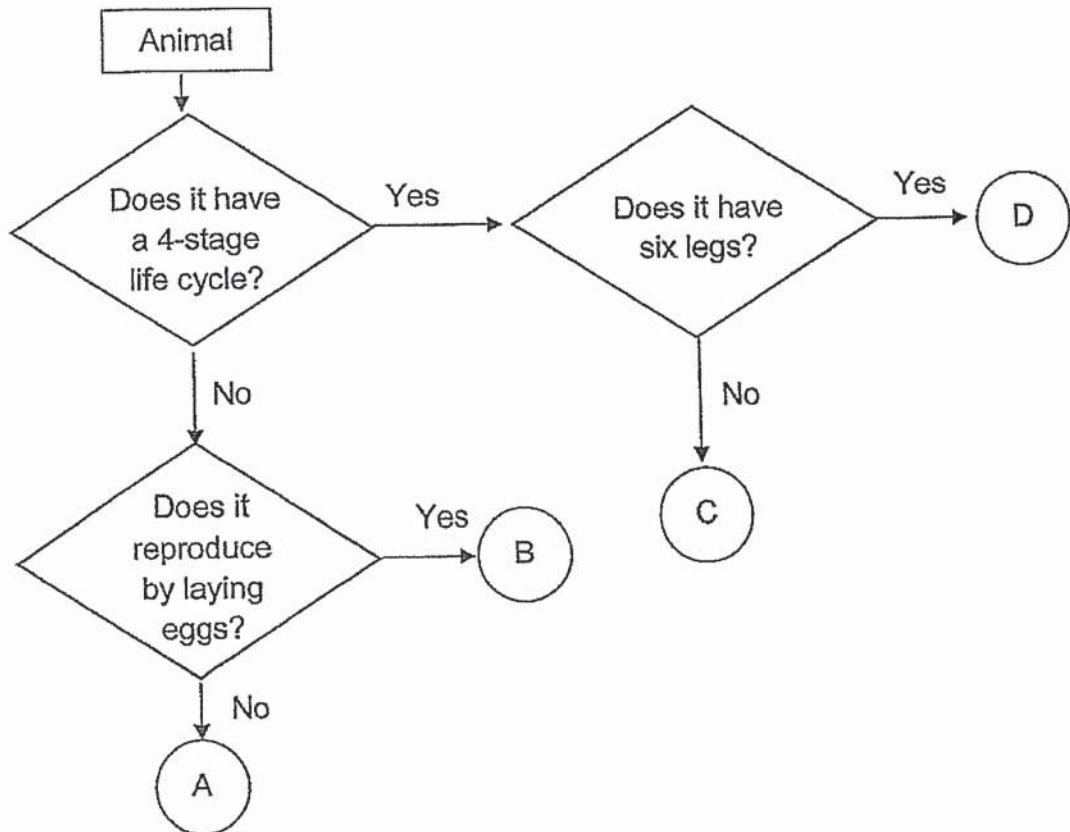 Animal
Does it have
a 4-stage
life cycle?
Yes
Does it have
six legs?
Yes
D
No
No
C
Does it
reproduce
by laying
eggs?
Yes
B
No
A